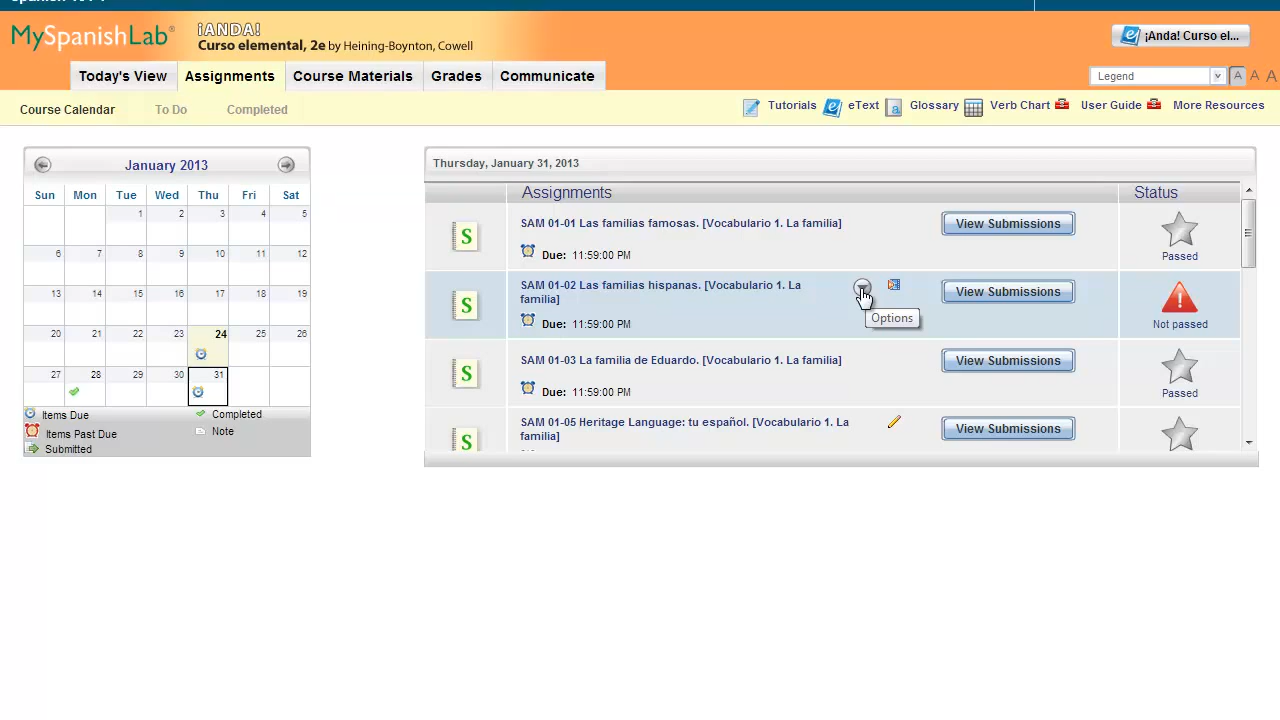 MySpanishLab®
¡ANDA!
Curso elemental, 2e by Heining-Boynton, Cowell
¡Anda! Curso el...
Today's View
Assignments
Course Materials
Grades
Communicate
Legend
A A A
Course Calendar
To Do
Completed
Tutorials
eText
Glossary
Verb Chart
User Guide
More Resources
January 2013
Sun Mon Tue Wed Thu Fri Sat
1 2 3 4 5
6 7 8 9 10 11 12
13 14 15 16 17 18 19
20 21 22 23 24 25 26
27 28 29 30 31
Items Due
Completed
Items Past Due
Note
Submitted
Thursday, January 31, 2013
Assignments
Status
SAM 01-01 Las familias famosas. [Vocabulario 1. La familia]
Due: 11:59:00 PM
View Submissions
Passed
SAM 01-02 Las familias hispanas. [Vocabulario 1. La
familia]
Due: 11:59:00 PM
Options
View Submissions
Not passed
SAM 01-03 La familia de Eduardo. [Vocabulario 1. La familia]
Due: 11:59:00 PM
View Submissions
Passed
SAM 01-05 Heritage Language: tu español. [Vocabulario 1. La
familia]
View Submissions
S
S
S
S